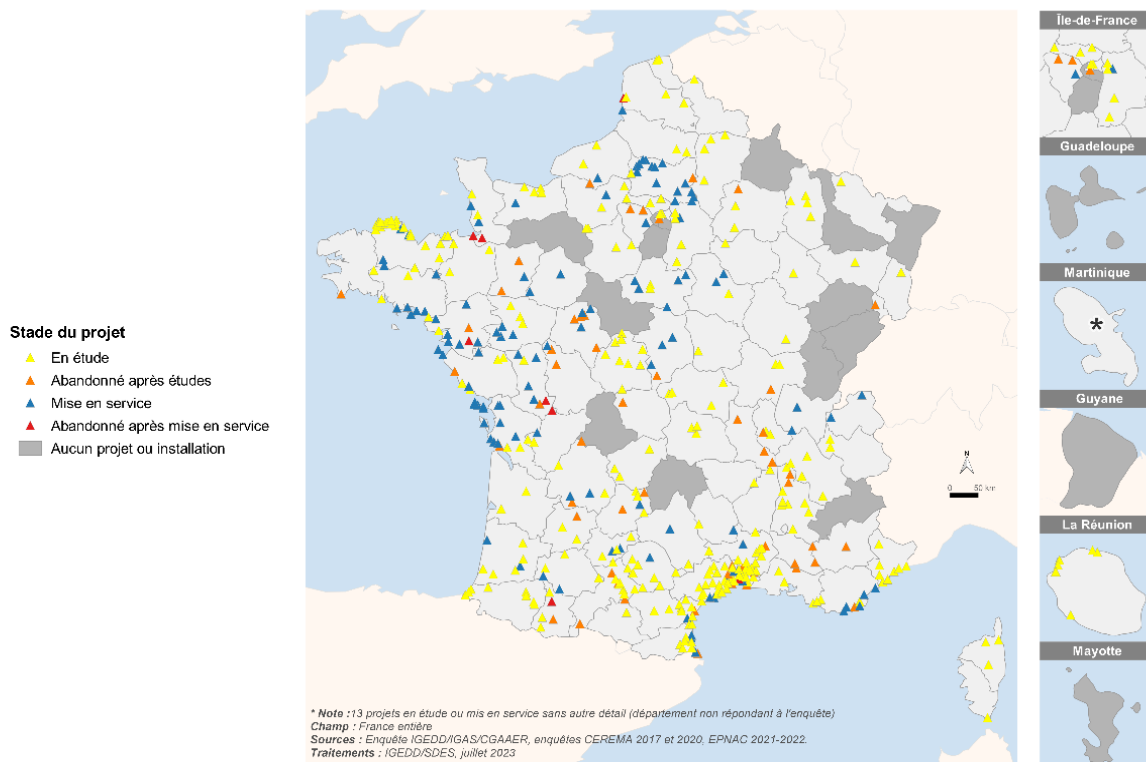 Stade du projet
En étude
Abandonné après études
Mise en service
Abandonné après mise en service
Aucun projet ou installation
N
0 50 km
* Note :13 projets en étude ou mis en service sans autre détail (département non répondant à l'enquête)
Champ : France entière
Sources : Enquête IGEDD/IGAS/CGAAER, enquêtes CEREMA 2017 et 2020, EPNAC 2021-2022.
Traitements : IGEDD/SDES, juillet 2023
Île-de-France
Guadeloupe
Martinique
*
Guyane
La Réunion
Mayotte